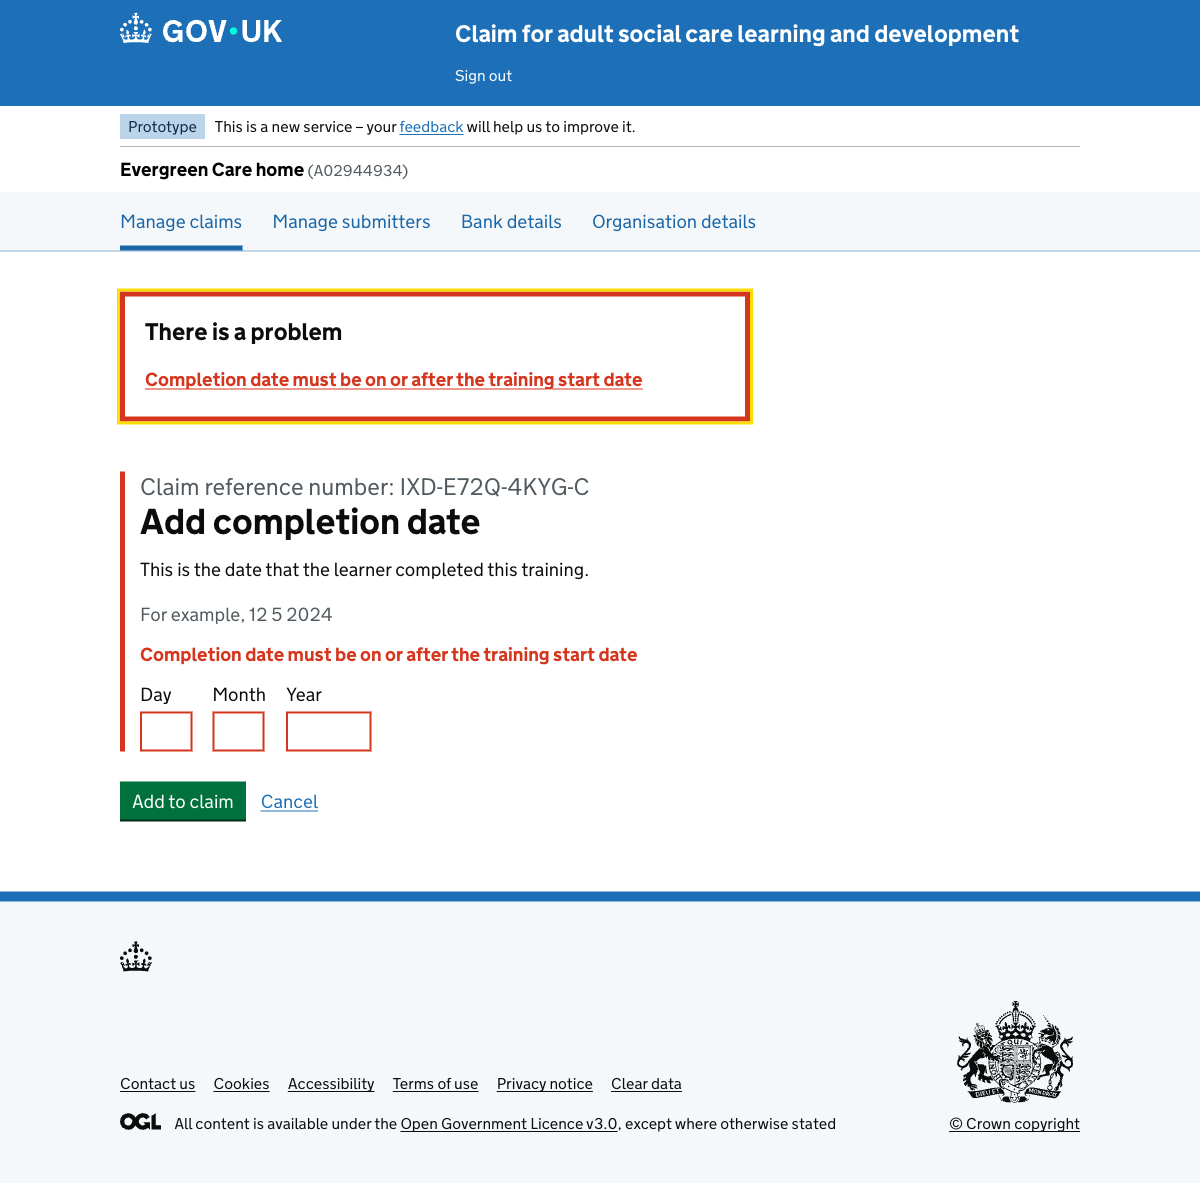 GOV·UK
Claim for adult social care learning and development
Sign out
Prototype This is a new service – your feedback will help us to improve it.
Evergreen Care home (A02944934)
Manage claims Manage submitters Bank details Organisation details
There is a problem
Completion date must be on or after the training start date
Claim reference number: IXD-E72Q-4KYG-C
Add completion date
This is the date that the learner completed this training.
For example, 12 5 2024
Completion date must be on or after the training start date
Day Month Year
Add to claim Cancel
Contact us Cookies Accessibility Terms of use Privacy notice Clear data
OGL All content is available under the Open Government Licence v3.0, except where otherwise stated
© Crown copyright